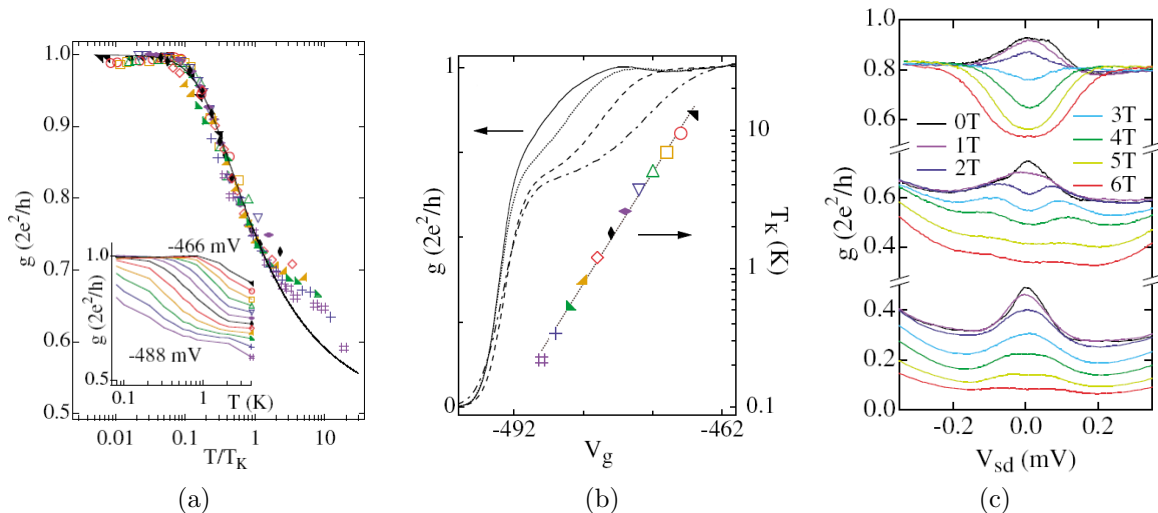 1.0
0.9
0.8
0.7
0.6
0.5
g (2e²/h)
0.01
0.1
1
10
T/T_K
1.0
0.5
g (2e²/h)
-466 mV
-488 mV
0.1
1
T (K)
(a)
1
0
g (2e²/h)
-492
-462
V_g
10
1
0.1
T_K (K)
(b)
1.0
0.8
0.6
0.6
0.4
0.4
0.2
0.0
g (2e²/h)
0T
1T
2T
3T
4T
5T
6T
-0.2
0.0
0.2
V_sd (mV)
(c)